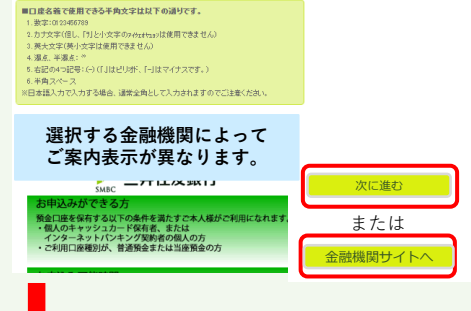 ■口座名義で使用できる半角文字は以下の通りです。
1. 数字:0123456789
2. カナ文字(但し、「ｦ」と小文字のｧｨｩｪｫｬｭｮｯは使用できません)
3. 英大文字(英小文字は使用できません)
4. 濁点、半濁点: ﾞﾟ
5. 右記の4つ記号: (-) (「.」はピリオド、「-」はマイナスです。)
6. 半角スペース
※日本語入力で入力する場合、通常全角として入力されますのでご注意ください。
選択する金融機関によって
ご案内表示が異なります。
SMBC 三井住友銀行
お申込みができる方
預金口座を保有する以下の条件を満たすご本人様がご利用になれます。
・個人のキャッシュカード保有者、または
インターネットバンキング契約者の個人の方
・ご利用口座種別が、普通預金または当座預金の方
次に進む
または
金融機関サイトへ